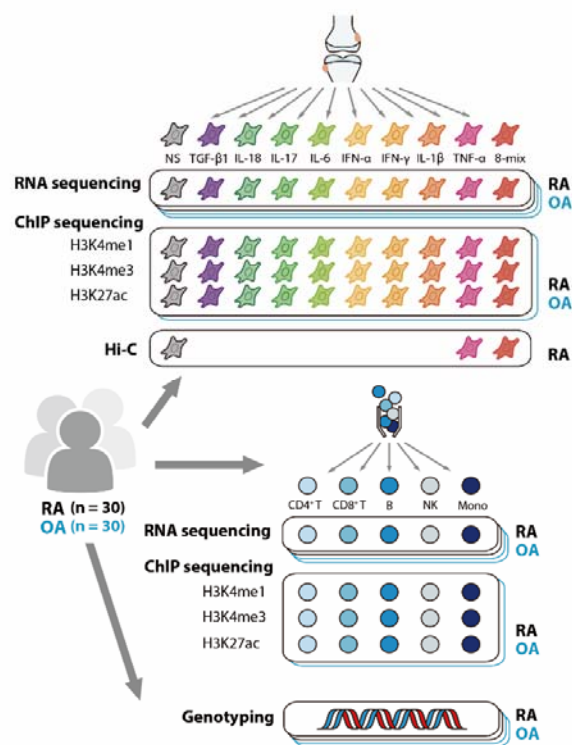 NS TGF-β1 IL-18 IL-17 IL-6 IFN-α IFN-γ IL-1β TNF-α 8-mix
RNA sequencing RA
OA
ChIP sequencing
H3K4me1
H3K4me3
H3K27ac RA
OA
Hi-C RA
RA (n = 30)
OA (n = 30)
CD4⁺ T CD8⁺ T B NK Mono
RNA sequencing RA
OA
ChIP sequencing
H3K4me1
H3K4me3
H3K27ac RA
OA
Genotyping RA
OA